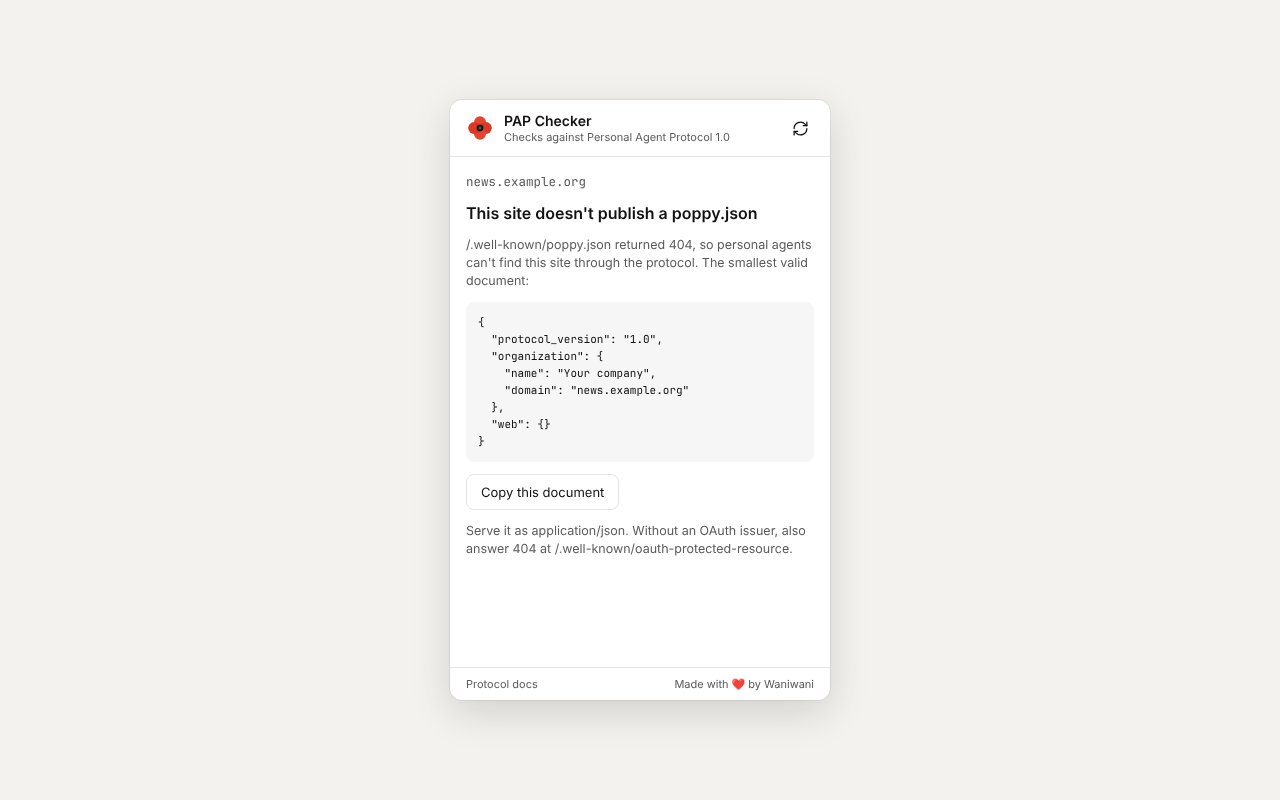 PAP Checker
Checks against Personal Agent Protocol 1.0
news.example.org
This site doesn't publish a poppy.json
/.well-known/poppy.json returned 404, so personal agents
can't find this site through the protocol. The smallest valid
document:
{
  "protocol_version": "1.0",
  "organization": {
    "name": "Your company",
    "domain": "news.example.org"
  },
  "web": {}
}
Copy this document
Serve it as application/json. Without an OAuth issuer, also
answer 404 at /.well-known/oauth-protected-resource.
Protocol docs
Made with ❤️ by Waniwani